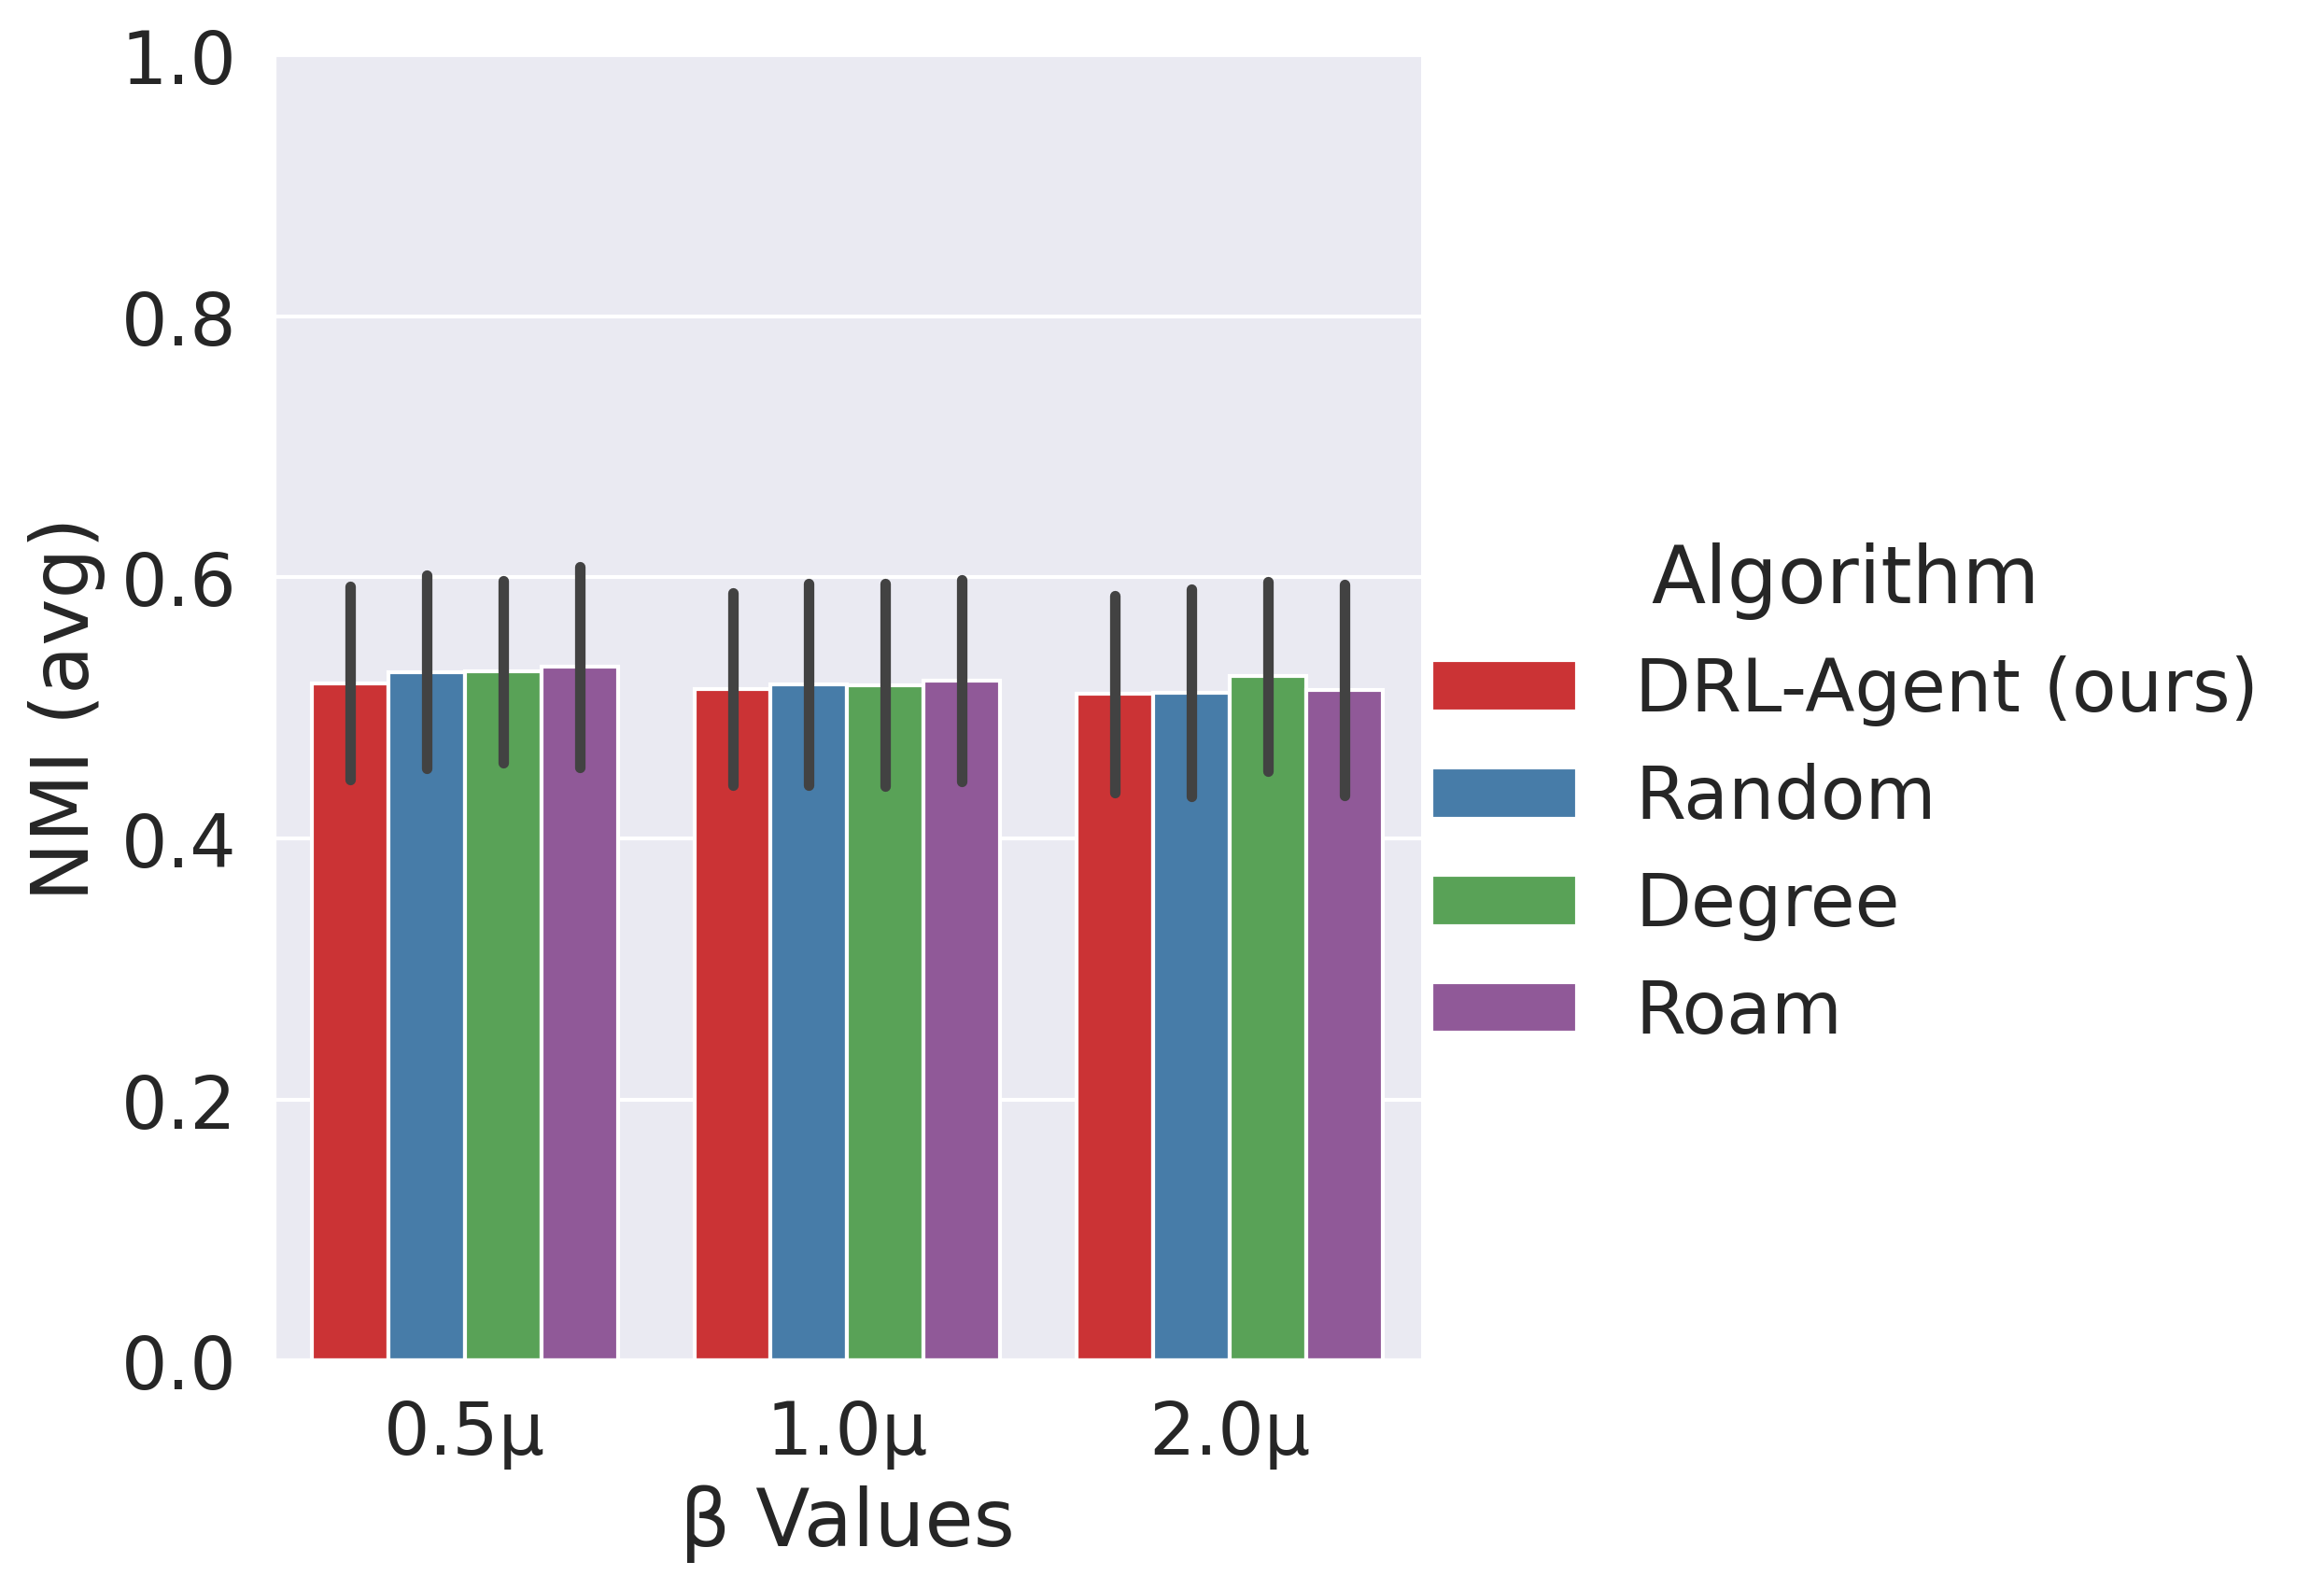 1.0
0.8
0.6
0.4
0.2
0.0
NMI (avg)
0.5μ
1.0μ
2.0μ
β Values
Algorithm
DRL-Agent (ours)
Random
Degree
Roam